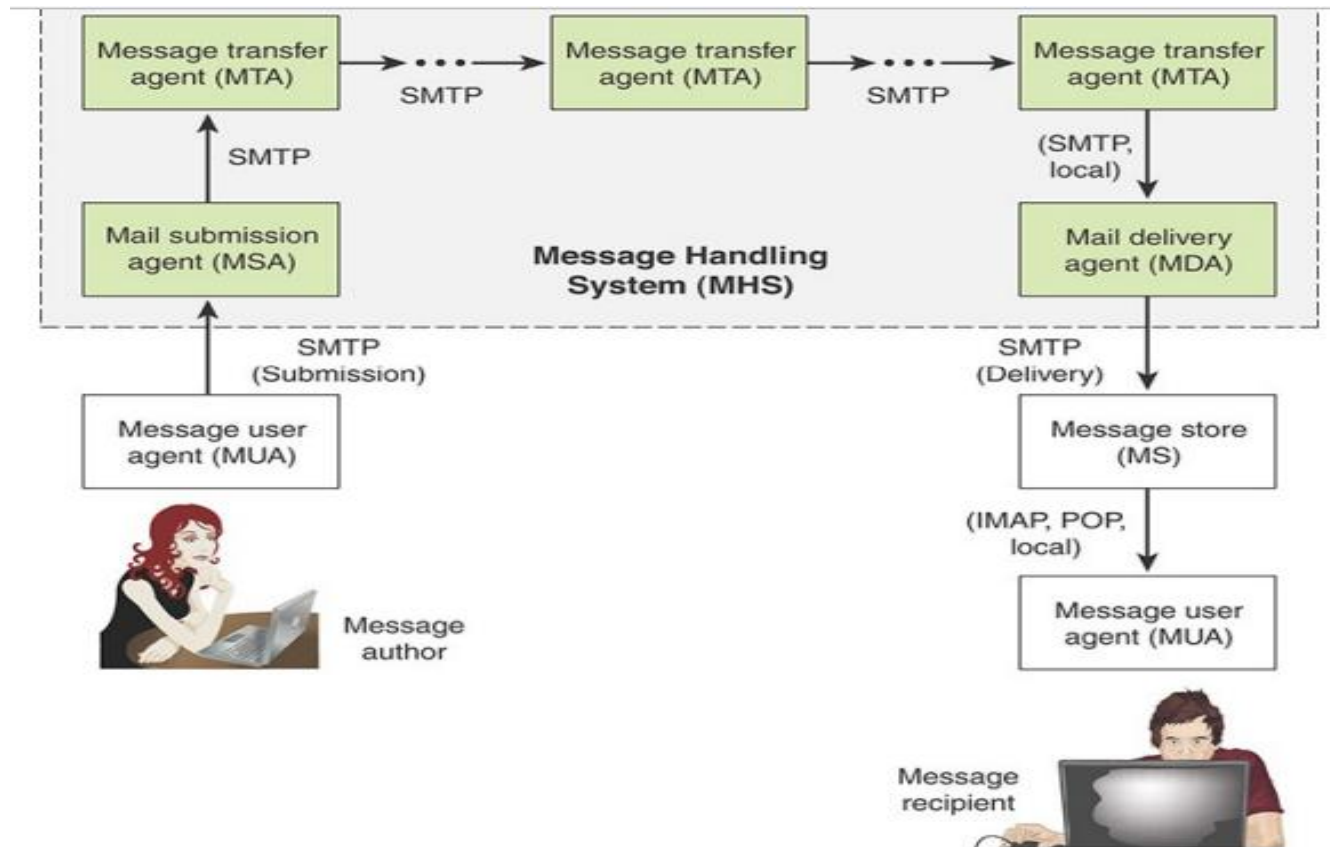 Message transfer
agent (MTA)
SMTP
Message transfer
agent (MTA)
SMTP
Message transfer
agent (MTA)
SMTP
(SMTP,
local)
Mail submission
agent (MSA)
Message Handling
System (MHS)
Mail delivery
agent (MDA)
SMTP
(Submission)
SMTP
(Delivery)
Message user
agent (MUA)
Message store
(MS)
(IMAP, POP,
local)
Message
author
Message user
agent (MUA)
Message
recipient